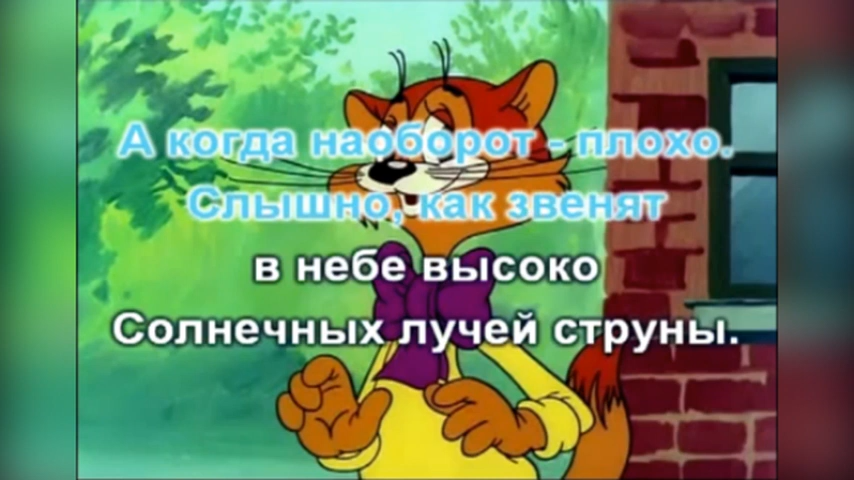 А когда наоборот - плохо.
Слышно, как звенят
в небе высоко
Солнечных лучей струны.